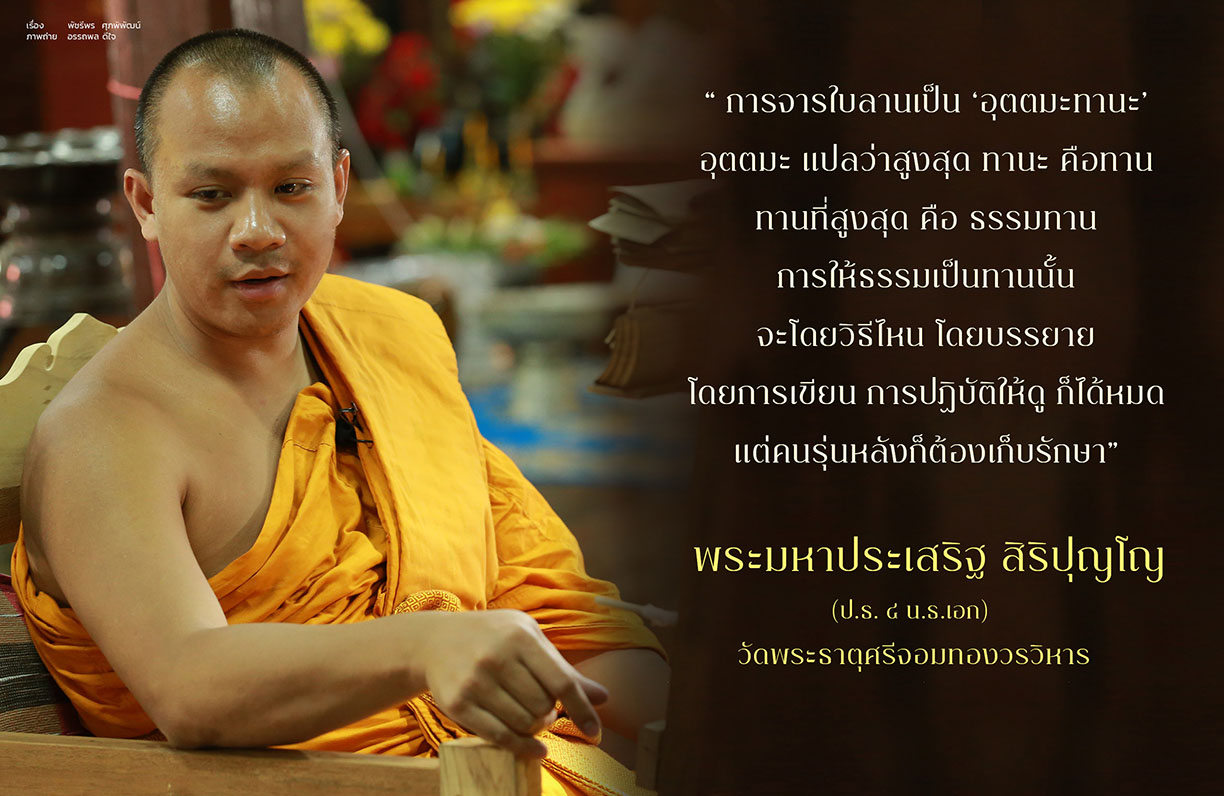 เรื่อง พัชรีพร ศุภพิพัฒน์
ภาพถ่าย อรรถพล ดีใจ
“ การจารใบลานเป็น ‘อุตตมะทานะ’
อุตตมะ แปลว่าสูงสุด ทานะ คือทาน
ทานที่สูงสุด คือ ธรรมทาน
การให้ธรรมเป็นทานนั้น
จะโดยวิธีไหน โดยบรรยาย
โดยการเขียน การปฏิบัติให้ดู ก็ได้หมด
แต่คนรุ่นหลังก็ต้องเก็บรักษา”
พระมหาประเสริฐ สิริปุญโญ
(ป.ธ. ๔ น.ธ.เอก)
วัดพระธาตุศรีจอมทองวรวิหาร